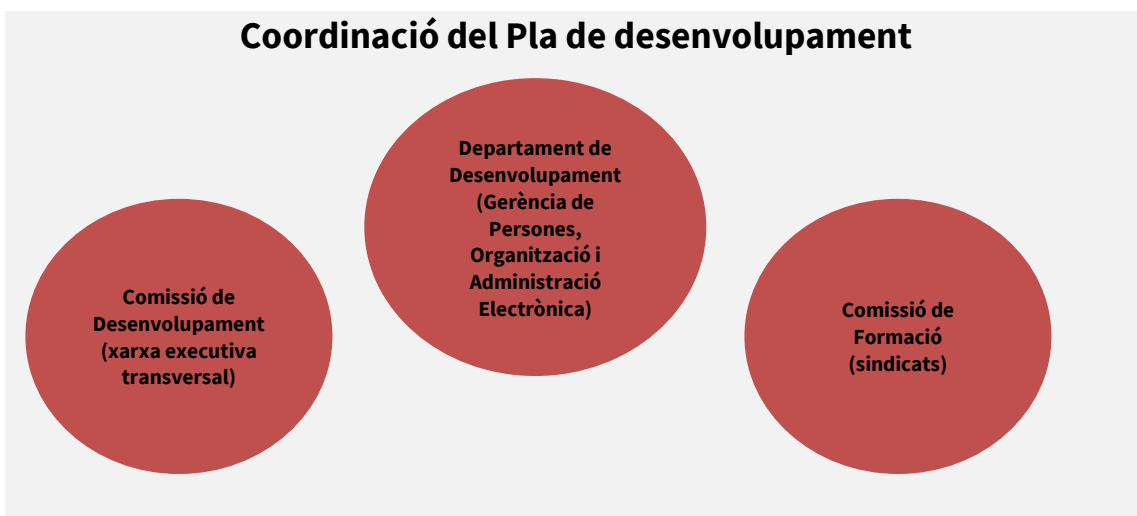 Coordinació del Pla de desenvolupament
Departament de
Desenvolupament
(Gerència de
Persones,
Organització i
Administració
Electrònica)
Comissió de
Desenvolupament
(xarxa executiva
transversal)
Comissió de
Formació
(sindicats)